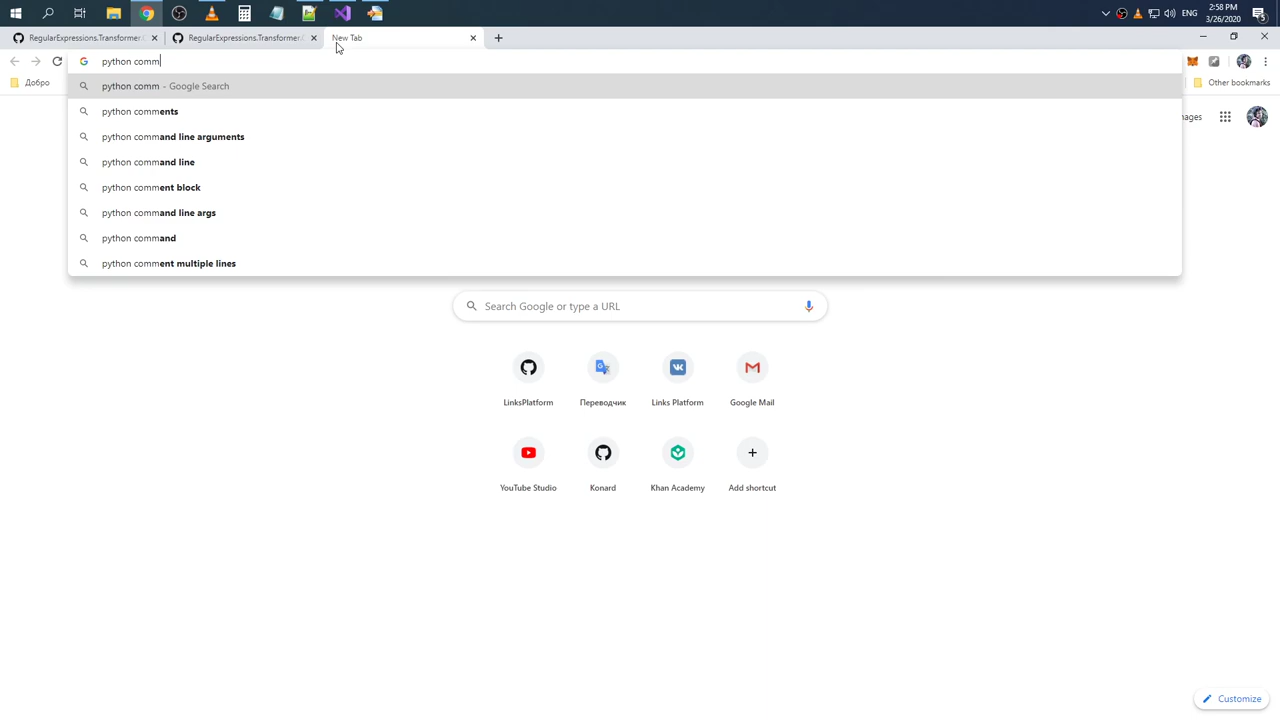 ENG
2:58 PM
3/26/2020
5
RegularExpressions.Transformer.
RegularExpressions.Transformer.
New Tab
python comm
Добро
Other bookmarks
python comm - Google Search
python comments
python command line arguments
python command line
python comment block
python command line args
python command
python comment multiple lines
Search Google or type a URL
LinksPlatform
Переводчик
Links Platform
Google Mail
YouTube Studio
Konard
Khan Academy
Add shortcut
Customize